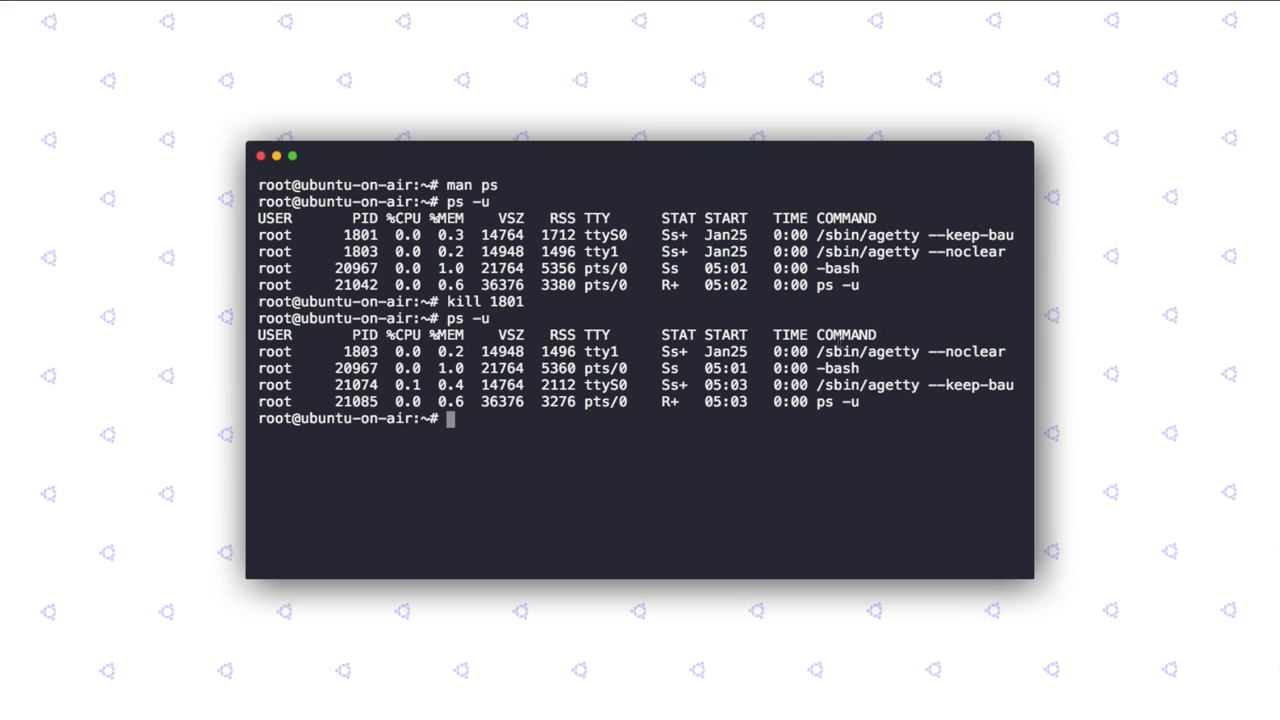 root@ubuntu-on-air:~# man ps
root@ubuntu-on-air:~# ps -u
USER PID %CPU %MEM VSZ RSS TTY STAT START TIME COMMAND
root 1801 0.0 0.3 14764 1712 ttyS0 Ss+ Jan25 0:00 /sbin/agetty --keep-bau
root 1803 0.0 0.2 14948 1496 tty1 Ss+ Jan25 0:00 /sbin/agetty --noclear
root 20967 0.0 1.0 21764 5356 pts/0 Ss 05:01 0:00 -bash
root 21042 0.0 0.6 36376 3380 pts/0 R+ 05:02 0:00 ps -u
root@ubuntu-on-air:~# kill 1801
root@ubuntu-on-air:~# ps -u
USER PID %CPU %MEM VSZ RSS TTY STAT START TIME COMMAND
root 1803 0.0 0.2 14948 1496 tty1 Ss+ Jan25 0:00 /sbin/agetty --noclear
root 20967 0.0 1.0 21764 5360 pts/0 Ss 05:01 0:00 -bash
root 21074 0.1 0.4 14764 2112 ttyS0 Ss+ 05:03 0:00 /sbin/agetty --keep-bau
root 21085 0.0 0.6 36376 3276 pts/0 R+ 05:03 0:00 ps -u
root@ubuntu-on-air:~#